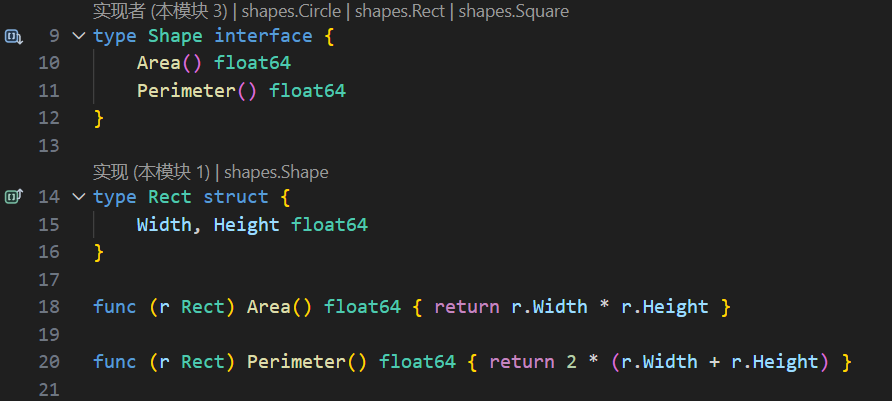 实现者 (本模块 3) | shapes.Circle | shapes.Rect | shapes.Square
9 type Shape interface {
10     Area() float64
11     Perimeter() float64
12 }
13
实现 (本模块 1) | shapes.Shape
14 type Rect struct {
15     Width, Height float64
16 }
17
18 func (r Rect) Area() float64 { return r.Width * r.Height }
19
20 func (r Rect) Perimeter() float64 { return 2 * (r.Width + r.Height) }
21